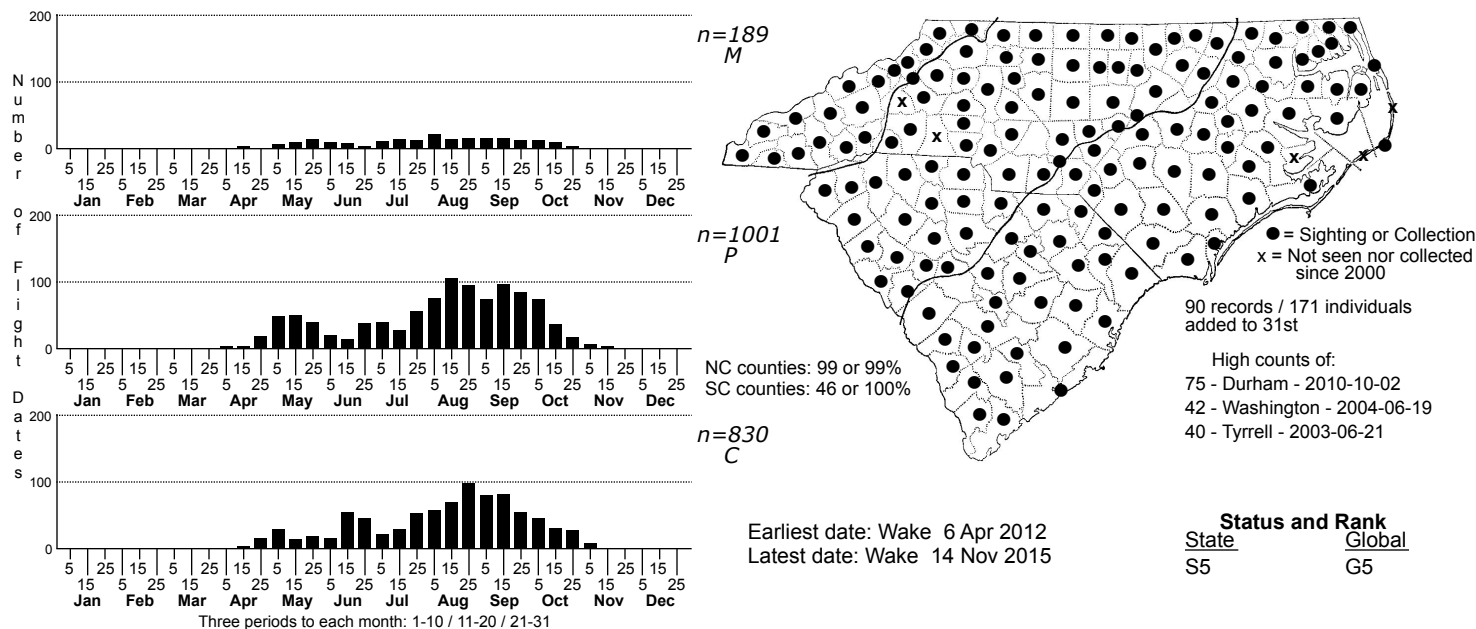 Number of Flight Dates
200
100
0
5 15 25 5 15 25 5 15 25 5 15 25 5 15 25 5 15 25 5 15 25 5 15 25 5 15 25 5 15 25 5 15 25 5 15 25
Jan Feb Mar Apr May Jun Jul Aug Sep Oct Nov Dec
n=189
M
200
100
0
5 15 25 5 15 25 5 15 25 5 15 25 5 15 25 5 15 25 5 15 25 5 15 25 5 15 25 5 15 25 5 15 25 5 15 25
Jan Feb Mar Apr May Jun Jul Aug Sep Oct Nov Dec
n=1001
P
200
100
0
5 15 25 5 15 25 5 15 25 5 15 25 5 15 25 5 15 25 5 15 25 5 15 25 5 15 25 5 15 25 5 15 25 5 15 25
Jan Feb Mar Apr May Jun Jul Aug Sep Oct Nov Dec
n=830
C
Three periods to each month: 1-10 / 11-20 / 21-31
NC counties: 99 or 99%
SC counties: 46 or 100%
x
x
x
x
x
= Sighting or Collection
x = Not seen nor collected
since 2000
90 records / 171 individuals
added to 31st
High counts of:
75 - Durham - 2010-10-02
42 - Washington - 2004-06-19
40 - Tyrrell - 2003-06-21
Earliest date: Wake 6 Apr 2012
Latest date: Wake 14 Nov 2015
Status and Rank
State Global
S5 G5